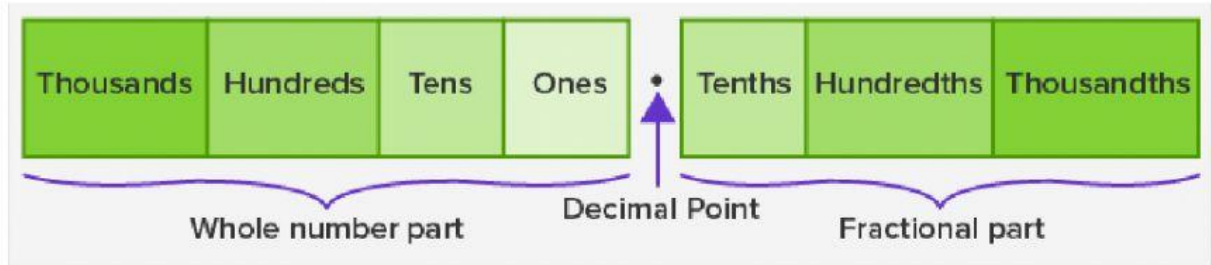 Thousands Hundreds Tens Ones . Tenths Hundredths Thousandths
Decimal Point
Whole number part Fractional part